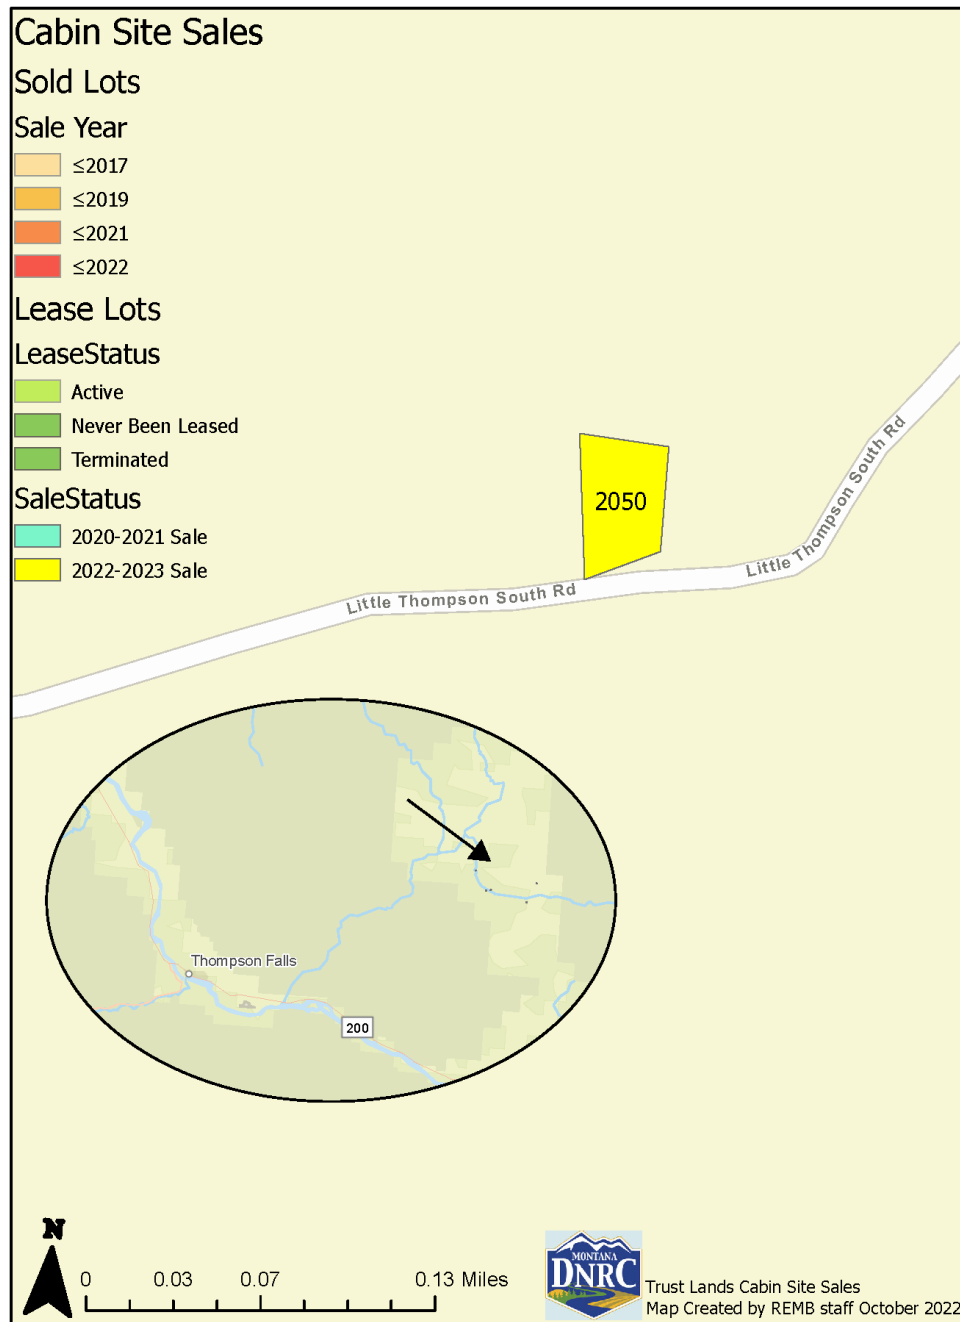 Cabin Site Sales
Sold Lots
Sale Year
≤2017
≤2019
≤2021
≤2022
Lease Lots
LeaseStatus
Active
Never Been Leased
Terminated
SaleStatus
2020-2021 Sale
2022-2023 Sale
2050
Little Thompson South Rd
Little Thompson South Rd
Thompson Falls
200
N
0 0.03 0.07 0.13 Miles
MONTANA
DNRC
Trust Lands Cabin Site Sales
Map Created by REMB staff October 2022